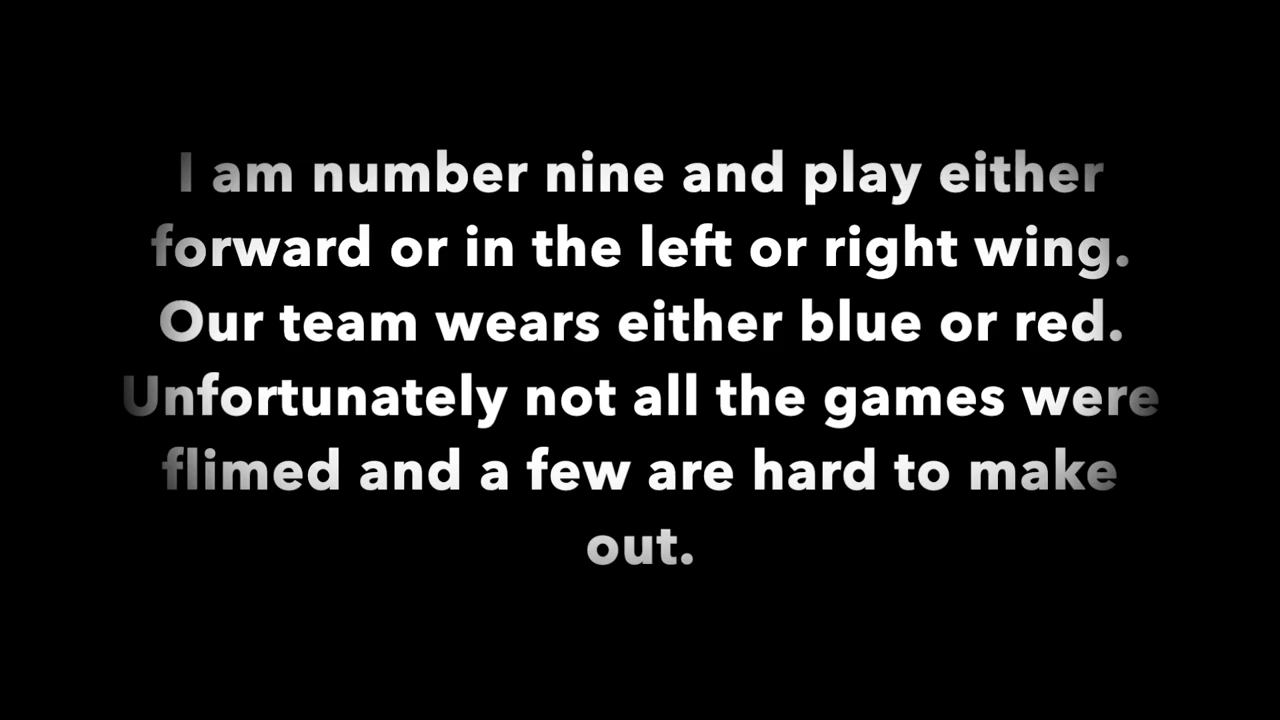 I am number nine and play either
forward or in the left or right wing.
Our team wears either blue or red.
Unfortunately not all the games were
flimed and a few are hard to make
out.